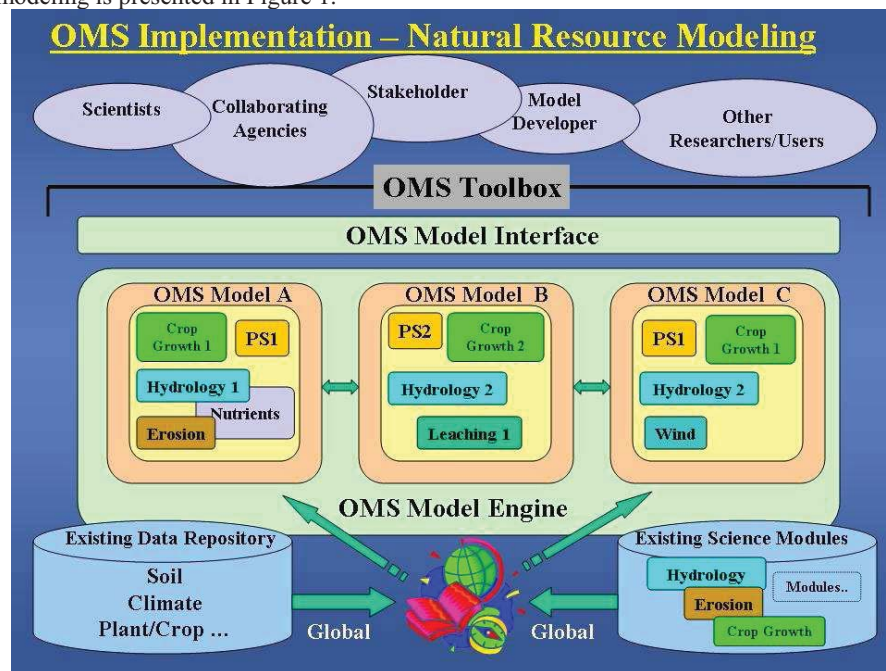 modeling is presented in Figure 1.
OMS Implementation – Natural Resource Modeling
Scientists
Collaborating
Agencies
Stakeholder
Model
Developer
Other
Researchers/Users
OMS Toolbox
OMS Model Interface
OMS Model A
Crop
Growth 1
PS1
Hydrology 1
Nutrients
Erosion
OMS Model B
PS2
Crop
Growth 2
Hydrology 2
Leaching 1
OMS Model C
PS1
Crop
Growth 1
Hydrology 2
Wind
OMS Model Engine
Existing Data Repository
Soil
Climate
Plant/Crop ...
Global
Global
Existing Science Modules
Hydrology
Modules..
Erosion
Crop Growth